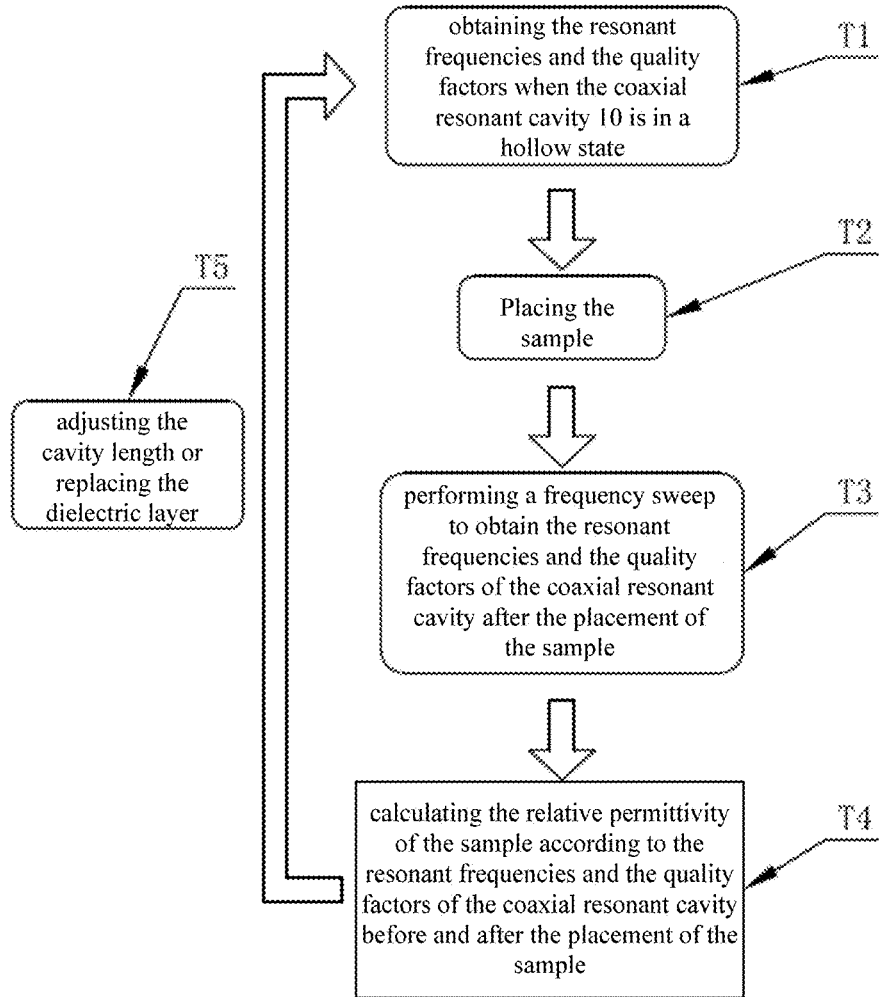 obtaining the resonant
frequencies and the
quality factors when
the coaxial resonant
cavity 10 is in a
hollow state
T1
Placing the
sample
T2
performing a frequency sweep
to obtain the resonant
frequencies and the quality
factors of the coaxial resonant
cavity after the placement of
the sample
T3
calculating the relative permittivity
of the sample according to the
resonant frequencies and the quality
factors of the coaxial resonant cavity
before and after the placement of the
sample
T4
T5
adjusting the
cavity length or
replacing the
dielectric layer